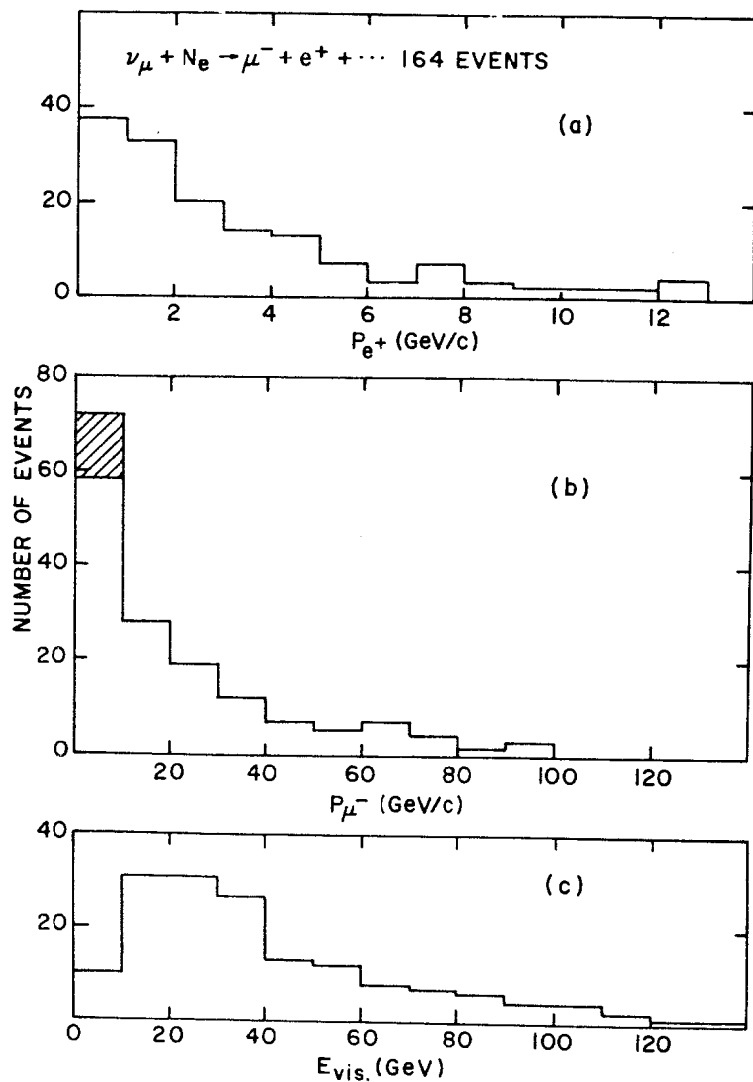 ν_μ + N_e → μ⁻ + e⁺ + ··· 164 EVENTS
(a)
40
20
0
2 4 6 8 10 12
P_e+ (GeV/c)
NUMBER OF EVENTS
80
(b)
60
40
20
0
20 40 60 80 100 120
P_μ- (GeV/c)
40
(c)
20
0 20 40 60 80 100 120
E_vis. (GeV)